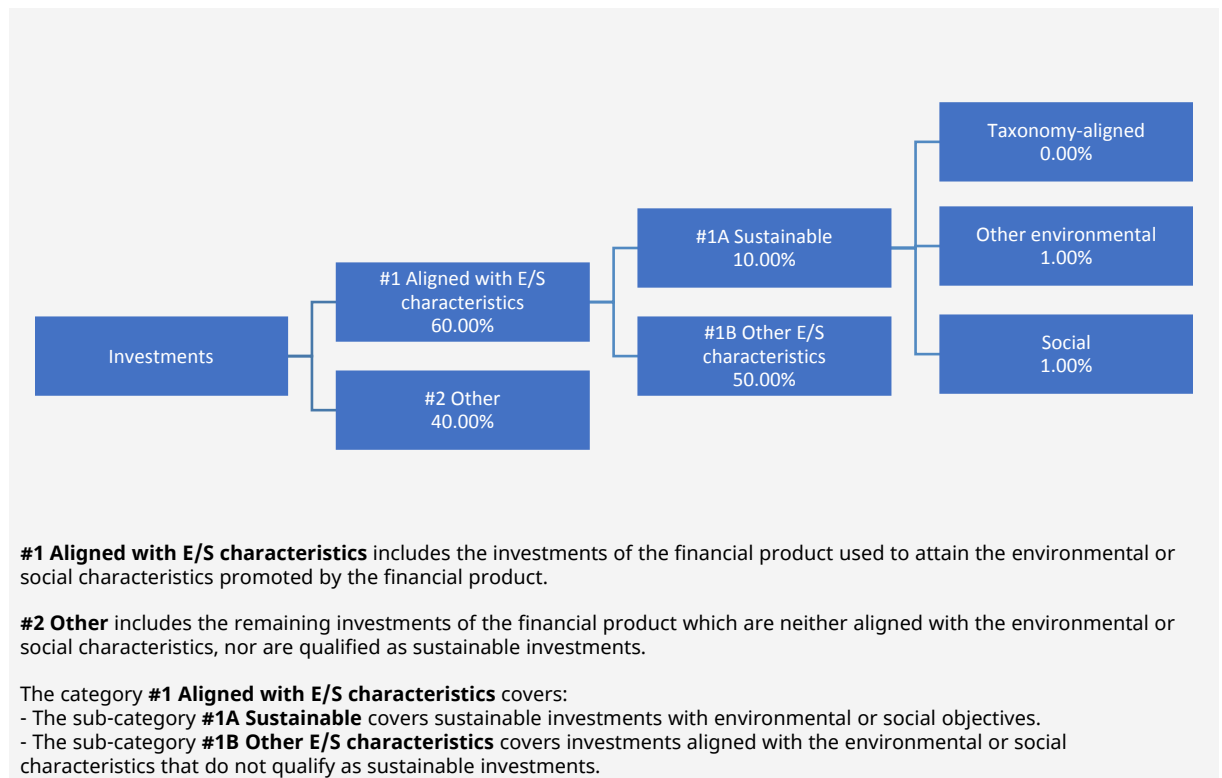 Investments
#1 Aligned with E/S
characteristics
60.00%
#2 Other
40.00%
#1A Sustainable
10.00%
#1B Other E/S
characteristics
50.00%
Taxonomy-aligned
0.00%
Other environmental
1.00%
Social
1.00%
#1 Aligned with E/S characteristics includes the investments of the financial product used to attain the environmental or
social characteristics promoted by the financial product.
#2 Other includes the remaining investments of the financial product which are neither aligned with the environmental or
social characteristics, nor are qualified as sustainable investments.
The category #1 Aligned with E/S characteristics covers:
- The sub-category #1A Sustainable covers sustainable investments with environmental or social objectives.
- The sub-category #1B Other E/S characteristics covers investments aligned with the environmental or social
characteristics that do not qualify as sustainable investments.